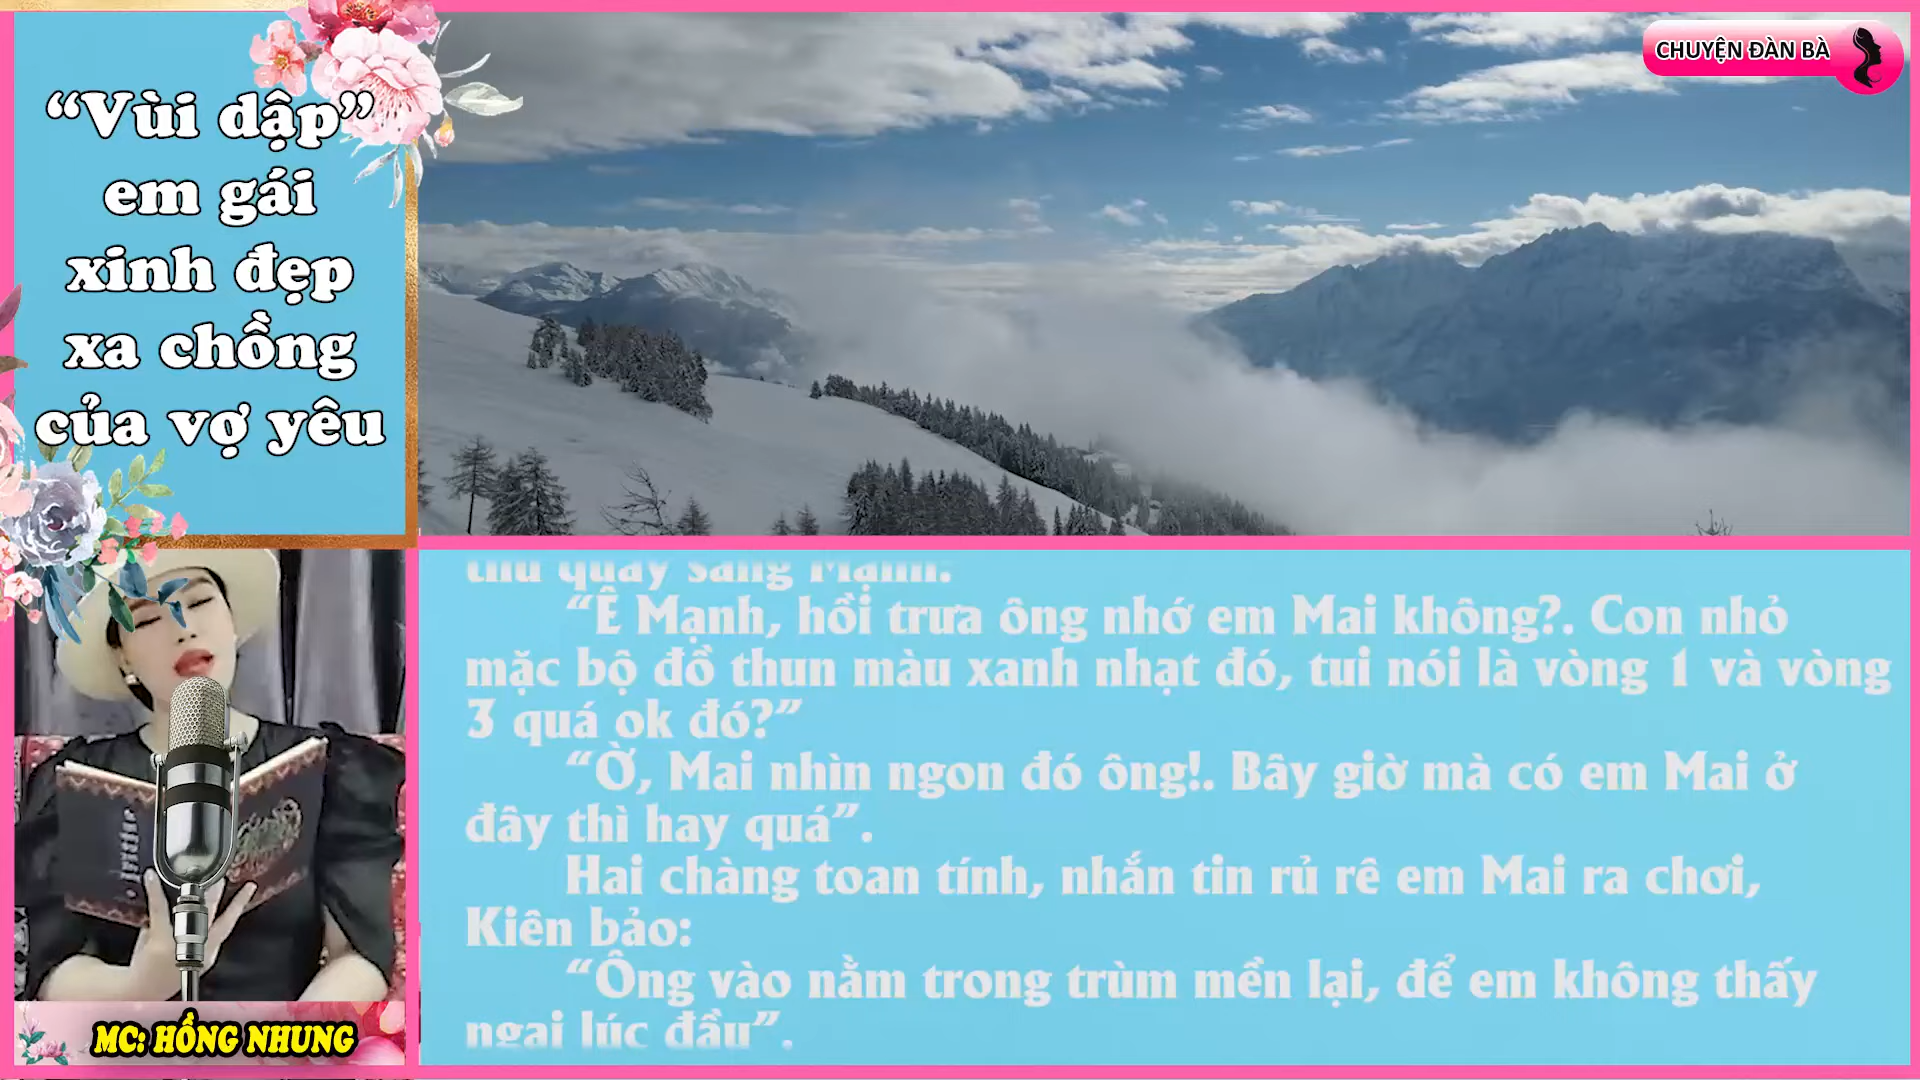 “Vùi dập”
em gái
xinh đẹp
xa chồng
của vợ yêu
CHUYỆN ĐÀN BÀ
thủ quay sang Mạnh:
“Ê Mạnh, hồi trưa ông nhớ em Mai không?. Con nhỏ
mặc bộ đồ thun màu xanh nhạt đó, tui nói là vòng 1 và vòng
3 quá ok đó?”
“Ờ, Mai nhìn ngon đó ông!. Bây giờ mà có em Mai ở
đây thì hay quá”.
Hai chàng toan tính, nhắn tin rủ rê em Mai ra chơi,
Kiên bảo:
“Ông vào nằm trong trùm mền lại, để em không thấy
ngại lúc đầu”.
MC: HỒNG NHUNG